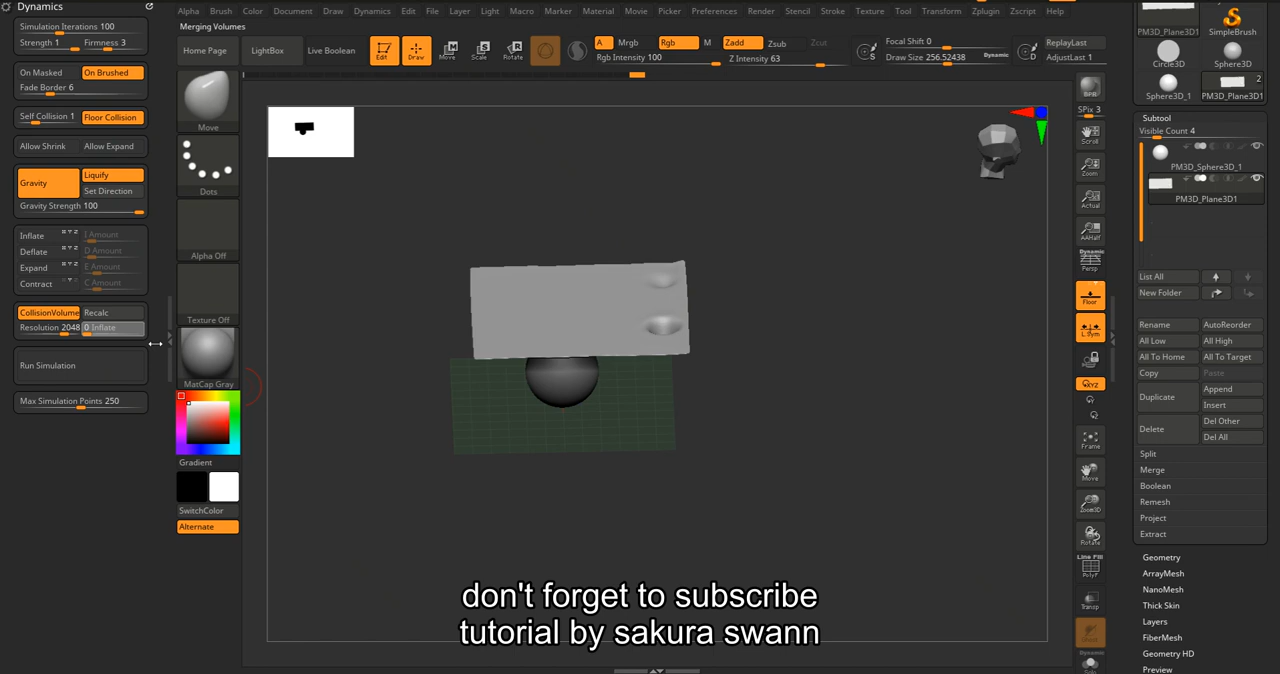 Dynamics
Alpha Brush Color Document Draw Dynamics Edit File Layer Light Macro Marker Material Movie Picker Preferences Render Stencil Stroke Texture Tool Transform Zplugin Zscript Help
Merging Volumes
Simulation Iterations 100
Strength 1 Firmness 3
On Masked On Brushed
Fade Border 6
Self Collision 1 Floor Collision
Allow Shrink Allow Expand
Gravity Liquify
Set Direction
Gravity Strength 100
Inflate I Amount
Deflate D Amount
Expand E Amount
Contract C Amount
CollisionVolume Recalc
Resolution 2048 0 Inflate
Run Simulation
Max Simulation Points 250
Home Page LightBox Live Boolean
Edit Draw Move Scale Rotate
A Mrgb Rgb M Zadd Zsub Zcut
Rgb Intensity 100 Z Intensity 63
Focal Shift 0
Draw Size 256.52438 Dynamic
S D
ReplayLast
AdjustLast 1
Move
Dots
Alpha Off
Texture Off
MatCap Gray
Gradient
SwitchColor
Alternate
BPR
SPix 3
Scroll
Zoom
Actual
AAHalf
Dynamic
Persp
Floor
L.Sym
XYZ
Frame
Move
Zoom3D
Rotate
Line Fill
PolyF
Transp
Dynamic
Solo
PM3D_Plane3D1 SimpleBrush
Circle3D Sphere3D
2
Sphere3D_1 PM3D_Plane3D1
Subtool
Visible Count 4
PM3D_Sphere3D_1
PM3D_Plane3D1
List All
New Folder
Rename AutoReorder
All Low All High
All To Home All To Target
Copy Paste
Duplicate Append
Insert
Delete Del Other
Del All
Split
Merge
Boolean
Remesh
Project
Extract
Geometry
ArrayMesh
NanoMesh
Thick Skin
Layers
FiberMesh
Geometry HD
Preview
don't forget to subscribe
tutorial by sakura swann